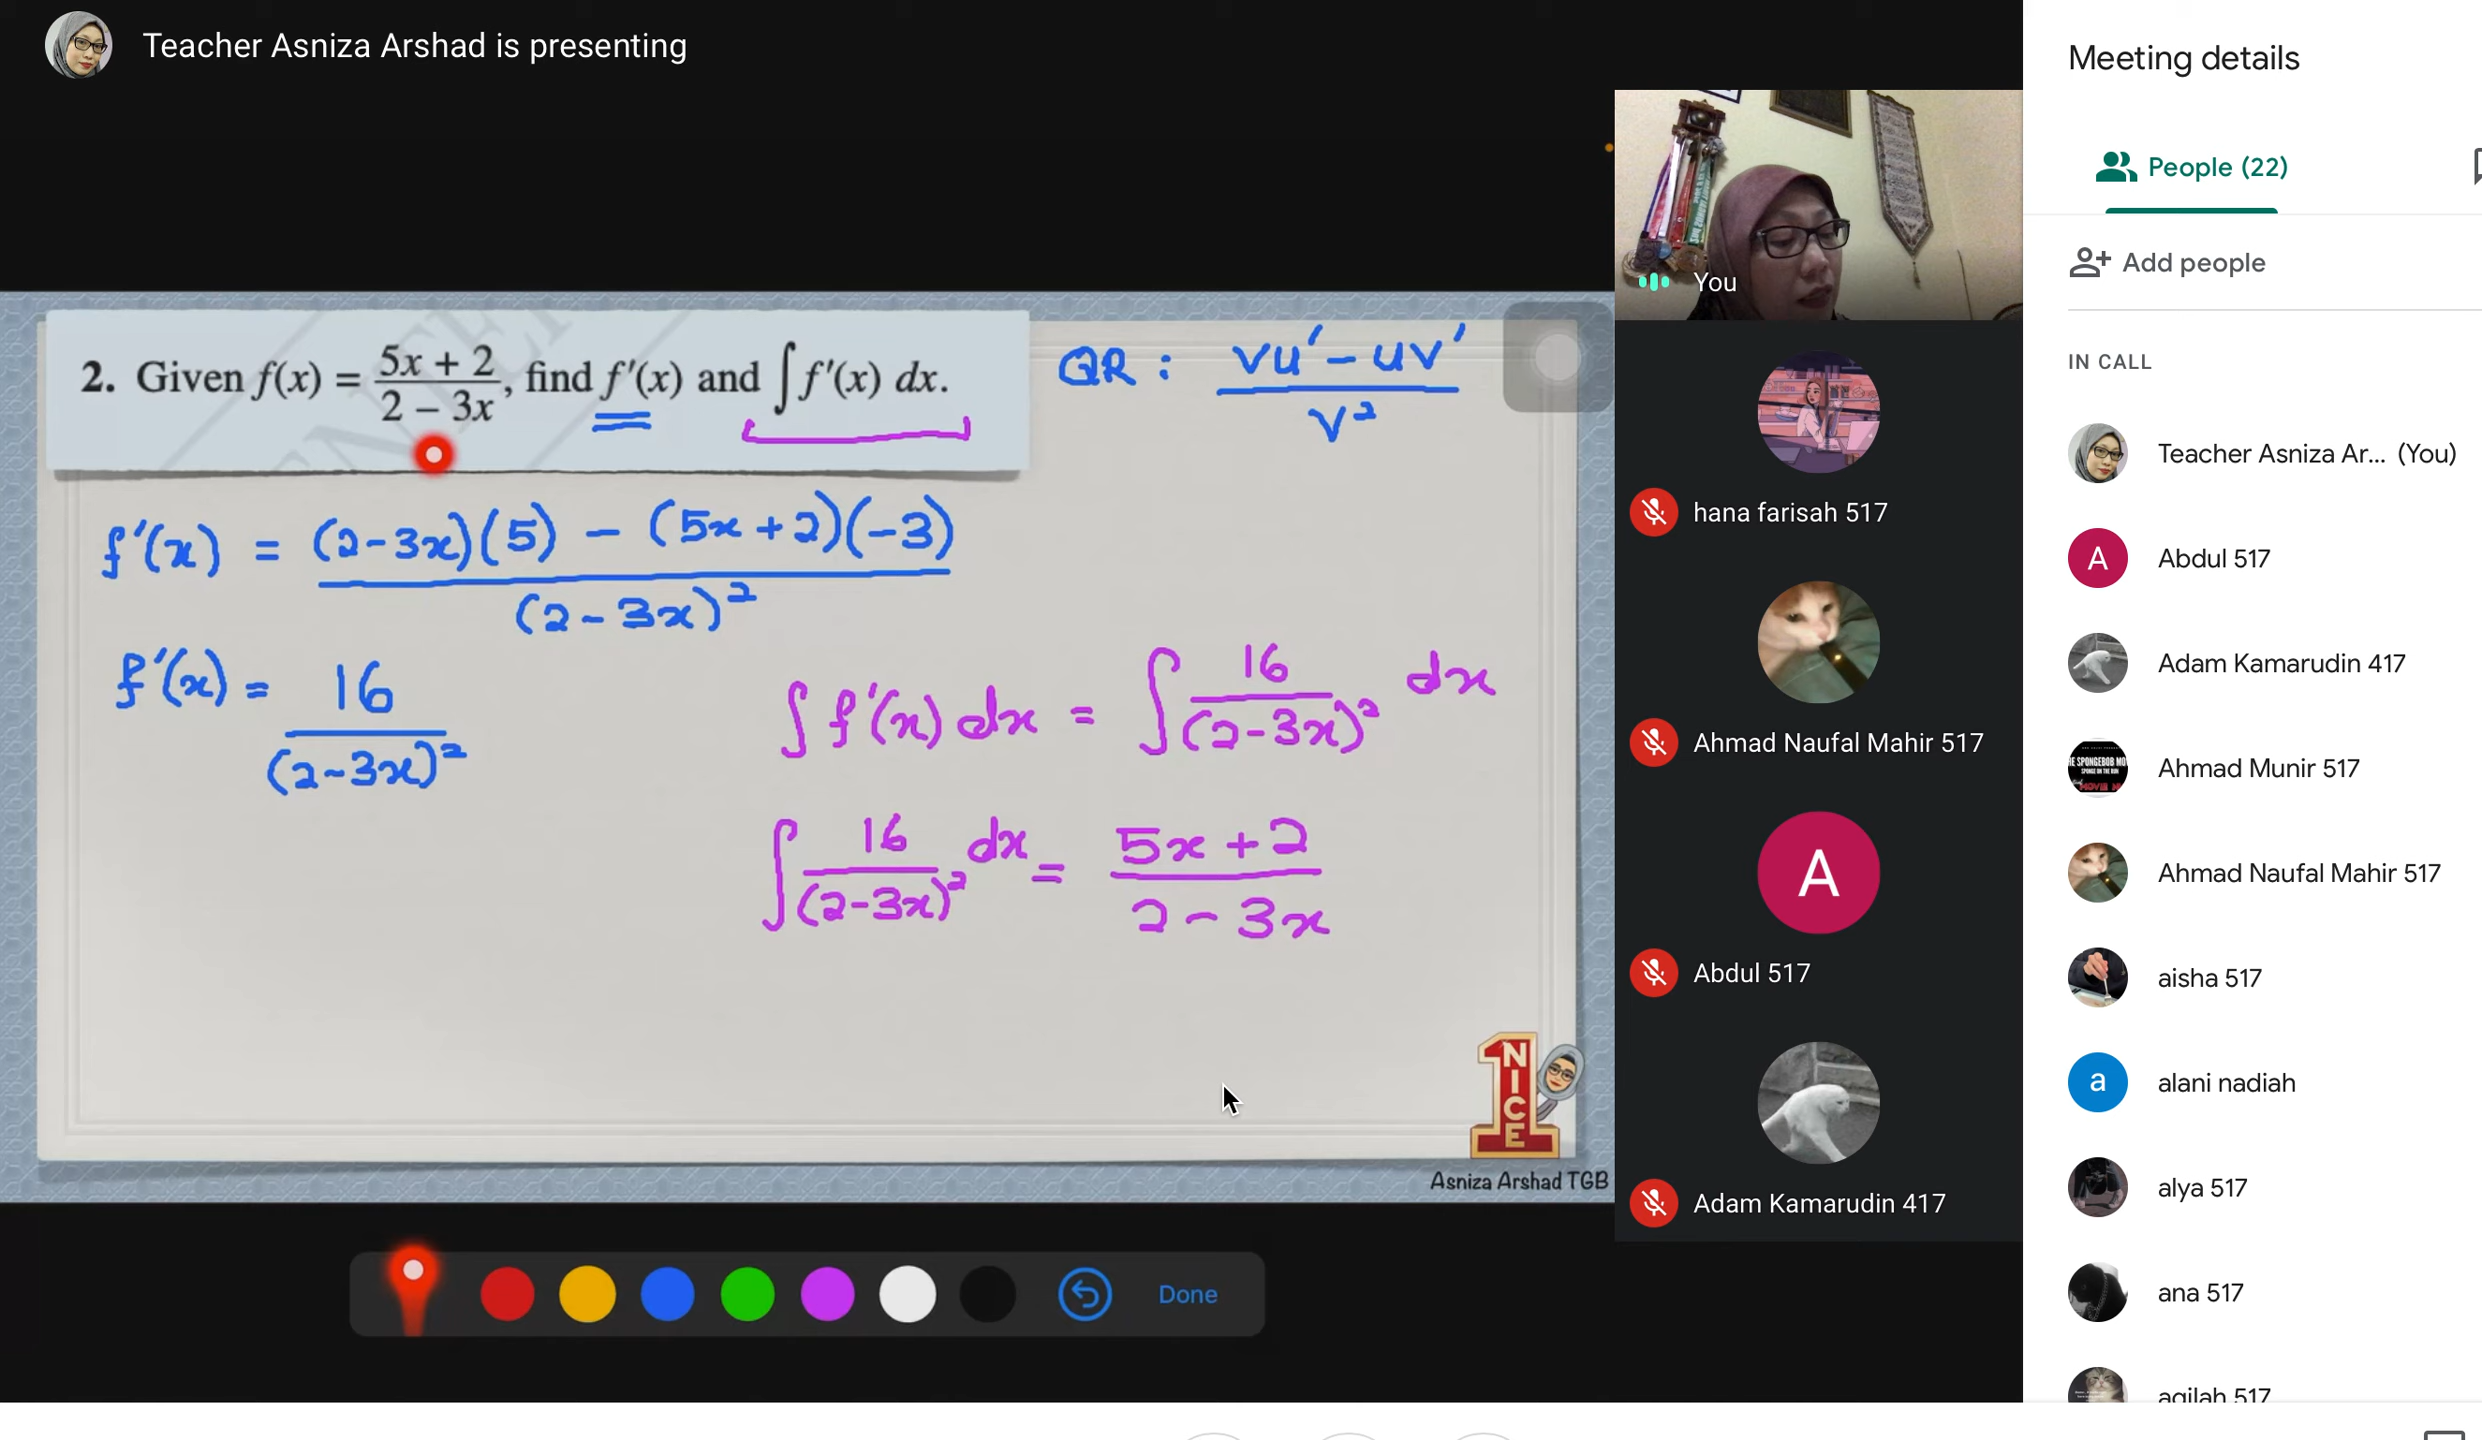 Teacher Asniza Arshad is presenting
2. Given f(x) = (5x + 2)/(2 − 3x), find f'(x) and ∫ f'(x) dx.
QR : (vu' − uv')/v²
f'(x) = ((2-3x)(5) − (5x+2)(-3))/(2-3x)²
f'(x) = 16/(2-3x)²
∫ f'(x) dx = ∫ 16/(2-3x)² dx
∫ 16/(2-3x)² dx = (5x+2)/(2-3x)
NICE
1
Asniza Arshad TGB
Done
You
hana farisah 517
Ahmad Naufal Mahir 517
A
Abdul 517
Adam Kamarudin 417
Meeting details
People (22)
Add people
IN CALL
Teacher Asniza Ar... (You)
A
Abdul 517
Adam Kamarudin 417
Ahmad Munir 517
Ahmad Naufal Mahir 517
aisha 517
a
alani nadiah
alya 517
ana 517
aqilah 517